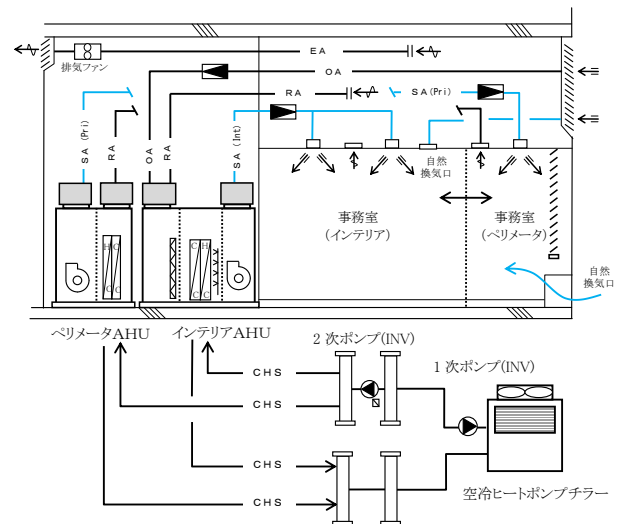 EA
排気ファン
OA
RA
SA(Pri)
SA(Pri)
RA
OA
RA
SA(Int)
自然
換気口
事務室
(インテリア)
事務室
(ペリメータ)
自然
換気口
H
C
C
C
C
H
C
C
ペリメータAHU
インテリアAHU
2次ポンプ(INV)
1次ポンプ(INV)
CHS
CHS
CHS
CHS
空冷ヒートポンプチラー